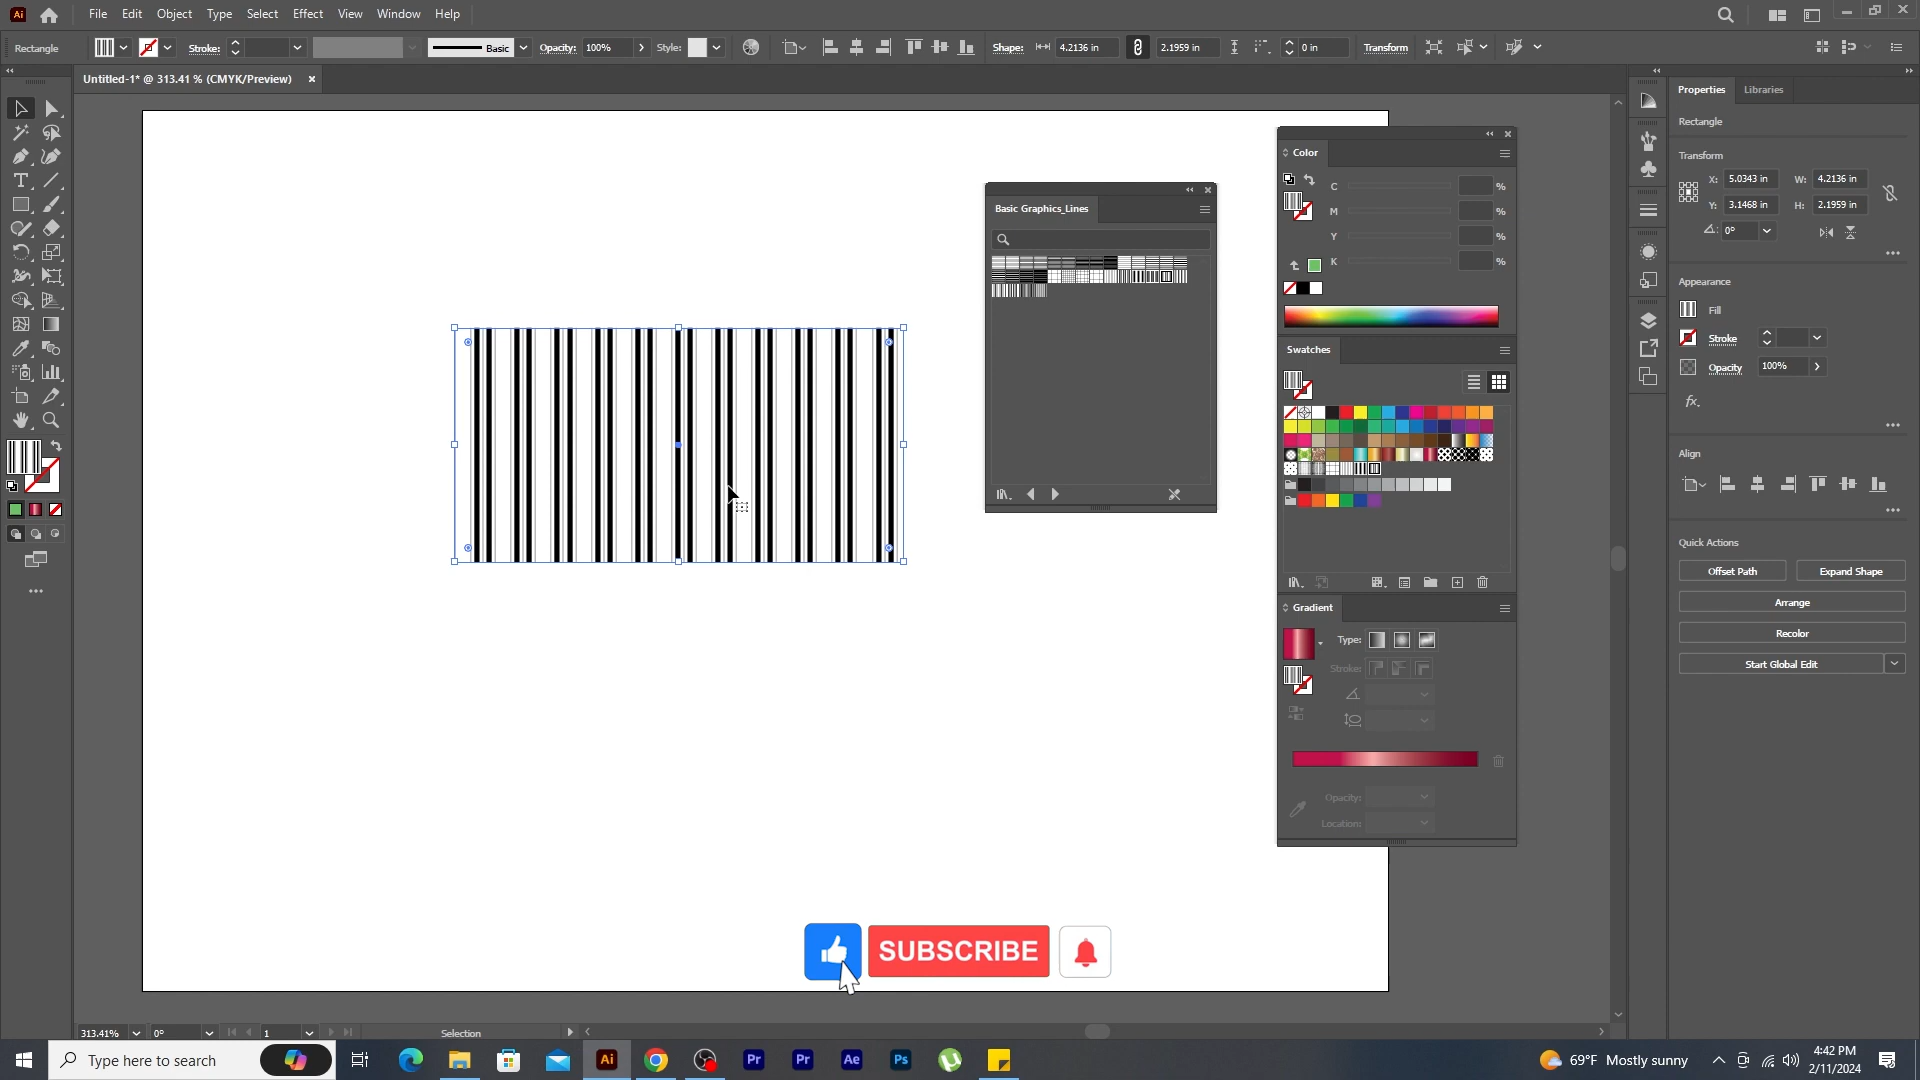 Ai File Edit Object Type Select Effect View Window Help
Rectangle Stroke: Basic Opacity: 100% Style: Shape: 4.2136 in 2.1959 in 0 in Transform
Untitled-1* @ 313.41 % (CMYK/Preview)
Properties Libraries
Rectangle
Transform
X: 5.0343 in W: 4.2136 in
Y: 3.1468 in H: 2.1959 in
0°
Appearance
Fill
Stroke
Opacity 100%
fx.
Align
Quick Actions
Offset Path Expand Shape
Arrange
Recolor
Start Global Edit
Basic Graphics_Lines
Color
C %
M %
Y %
K %
Swatches
Gradient
Type:
Stroke:
Opacity:
Location:
SUBSCRIBE
313.41% 0° 1 Selection
Type here to search
Ai Pr Pr Ae Ps
69°F Mostly sunny
4:42 PM
2/11/2024